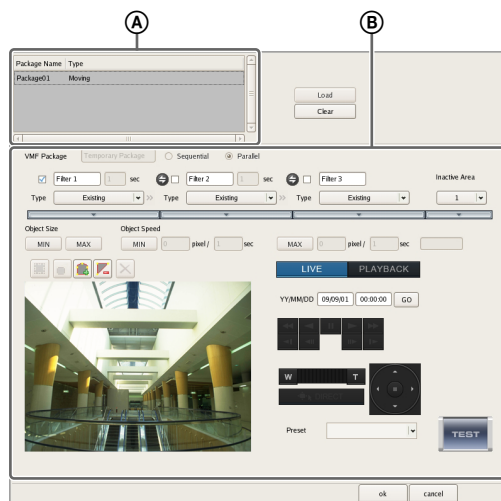 A B
Package Name Type
Package01 Moving
Load
Clear
VMF Package Temporary Package Sequential Parallel
Filter 1 1 sec Filter 2 1 sec Filter 3 Inactive Area
Type Existing >> Type Existing >> Type Existing 1
Object Size Object Speed
MIN MAX MIN 0 pixel / 1 sec MAX 0 pixel / 1 sec
LIVE PLAYBACK
YY/MM/DD 09/09/01 00:00:00 GO
W T
Preset
TEST
ok cancel